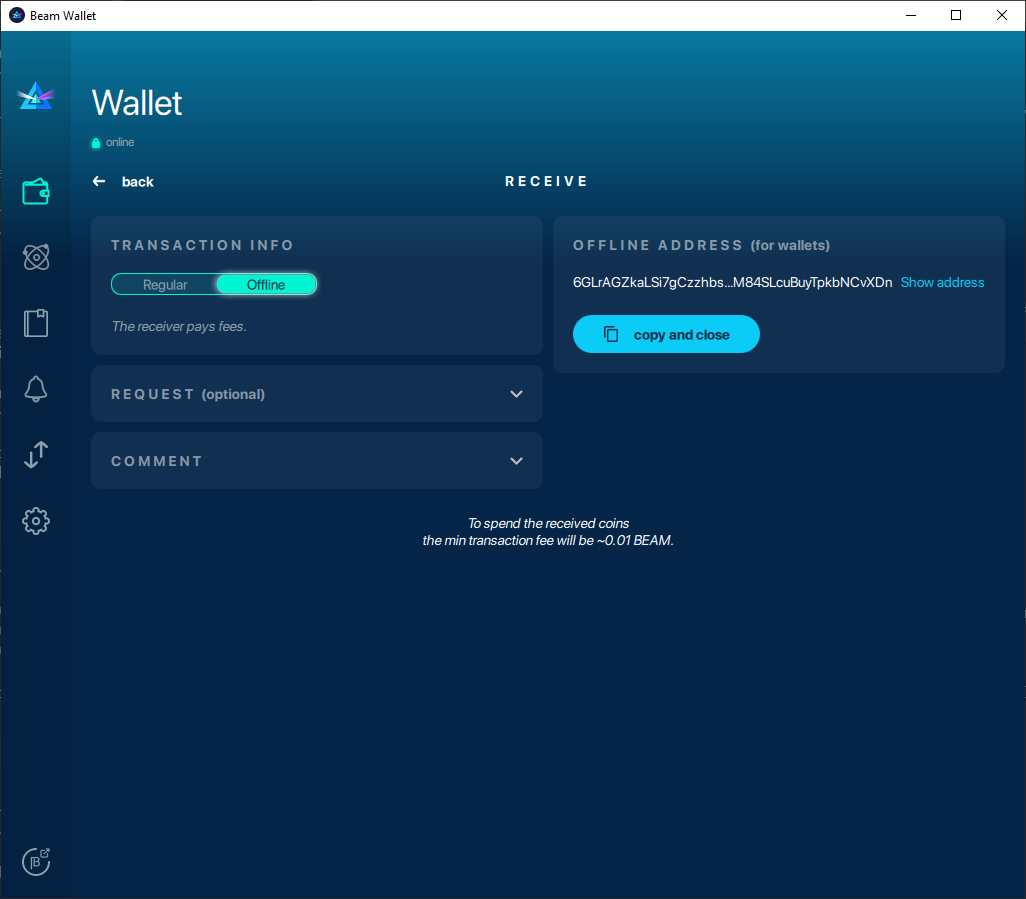 Beam Wallet
Wallet
online
back
RECEIVE
TRANSACTION INFO
Regular
Offline
The receiver pays fees.
REQUEST (optional)
COMMENT
OFFLINE ADDRESS (for wallets)
6GLrAGZkaLSi7gCzzhbs...M84SLcuBuyTpkbNCvXDn Show address
copy and close
To spend the received coins
the min transaction fee will be ~0.01 BEAM.